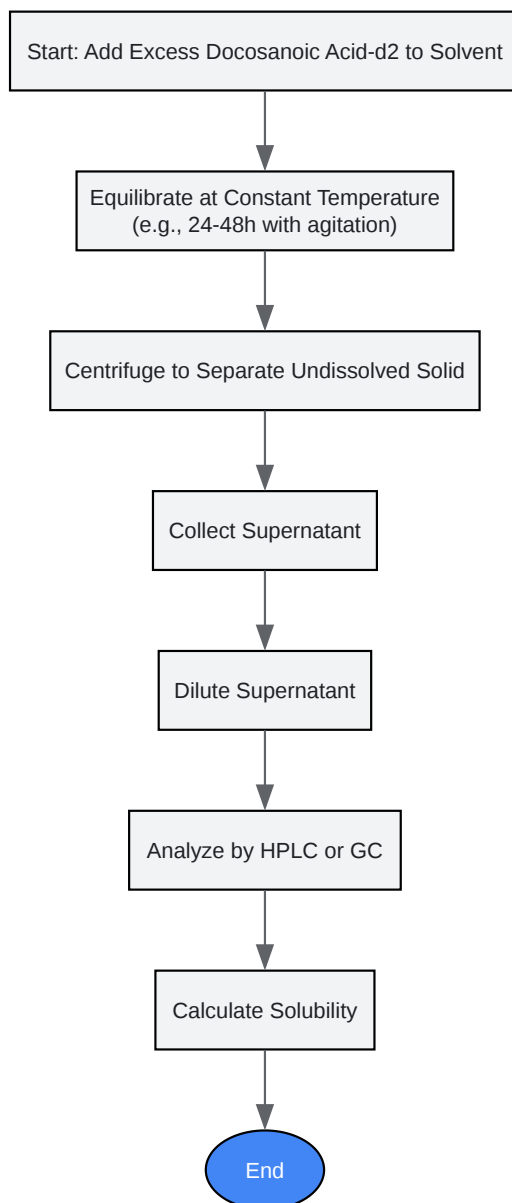 Start: Add Excess Docosanoic Acid-d2 to Solvent
Equilibrate at Constant Temperature
(e.g., 24-48h with agitation)
Centrifuge to Separate Undissolved Solid
Collect Supernatant
Dilute Supernatant
Analyze by HPLC or GC
Calculate Solubility
End